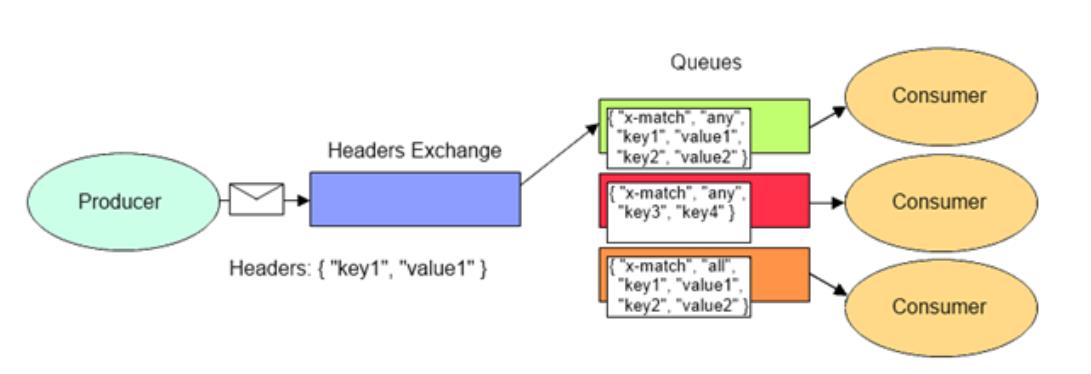 Queues
Consumer
{ "x-match", "any",
"key1", "value1",
"key2", "value2" }
Headers Exchange
Producer
{ "x-match", "any",
"key3", "key4" }
Consumer
Headers: { "key1", "value1" }
{ "x-match", "all",
"key1", "value1",
"key2", "value2" }
Consumer